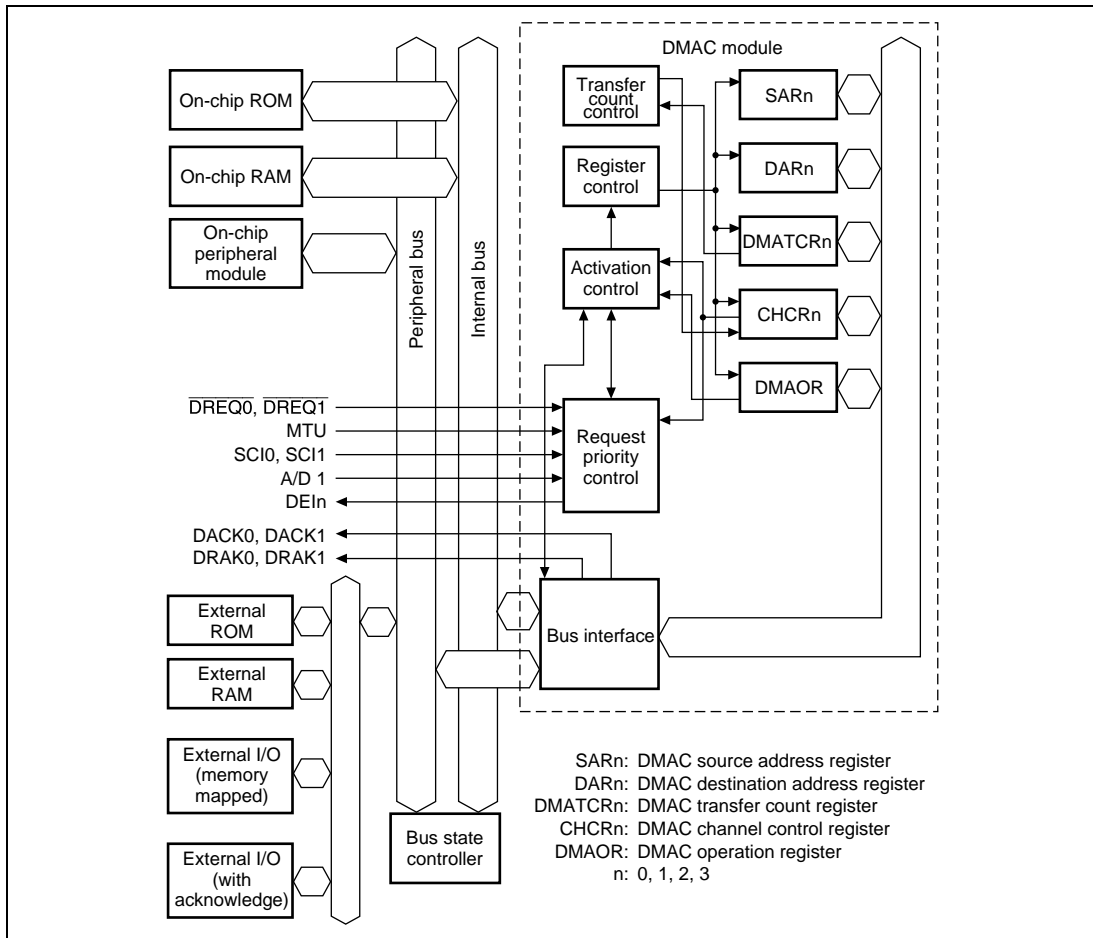 DMAC module
On-chip ROM
On-chip RAM
On-chip
peripheral
module
Peripheral bus
Internal bus
Transfer
count control
Register
control
Activation
control
Request
priority
control
SARn
DARn
DMATCRn
CHCRn
DMAOR
DREQ0, DREQ1
MTU
SCI0, SCI1
A/D 1
DEIn
DACK0, DACK1
DRAK0, DRAK1
External
ROM
External
RAM
External I/O
(memory
mapped)
External I/O
(with
acknowledge)
Bus interface
Bus state
controller
SARn: DMAC source address register
DARn: DMAC destination address register
DMATCRn: DMAC transfer count register
CHCRn: DMAC channel control register
DMAOR: DMAC operation register
n: 0, 1, 2, 3